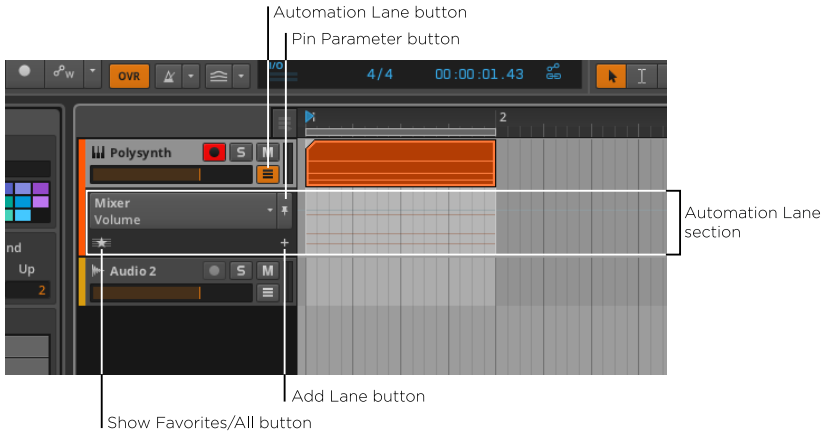 Automation Lane button
Pin Parameter button
W
OVR
I/O
4/4
00:00:01.43
2
Polysynth
S
M
Mixer
Volume
Automation Lane
section
nd
Up
2
Audio 2
S
M
Add Lane button
Show Favorites/All button